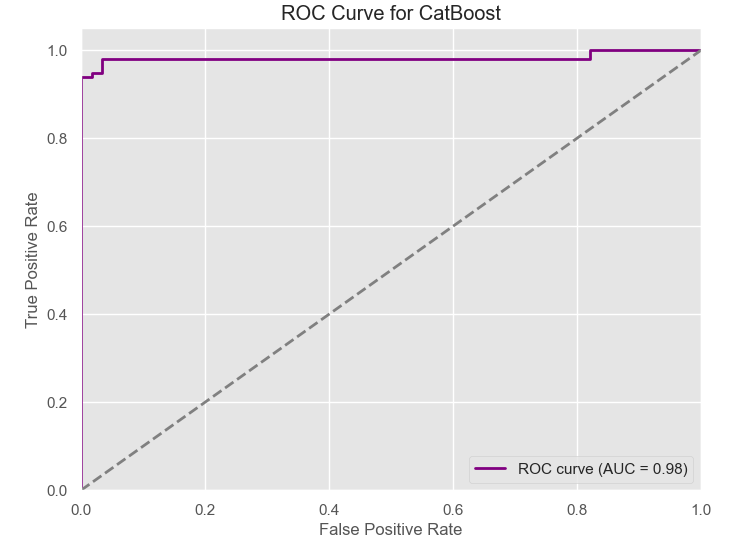 ROC Curve for CatBoost
1.0
0.8
0.6
0.4
0.2
0.0
True Positive Rate
ROC curve (AUC = 0.98)
0.0 0.2 0.4 0.6 0.8 1.0
False Positive Rate